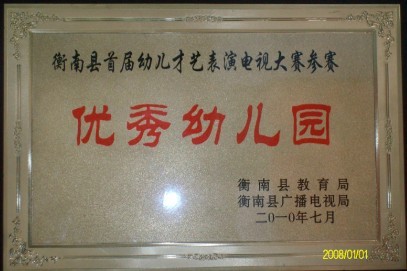 衡南县首届幼儿才艺表演电视大赛参赛
优秀幼儿园
衡南县教育局
衡南县广播电视局
二○一○年七月
2008/01/01